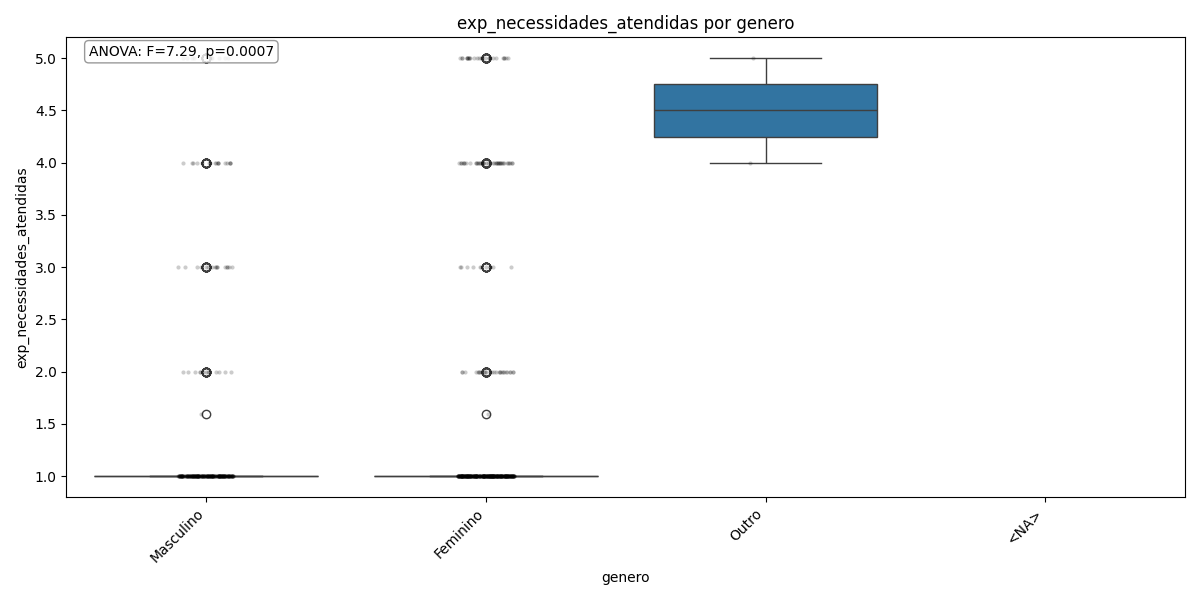 exp_necessidades_atendidas por genero
ANOVA: F=7.29, p=0.0007
exp_necessidades_atendidas
5.0
4.5
4.0
3.5
3.0
2.5
2.0
1.5
1.0
Masculino
Feminino
Outro
<NA>
genero